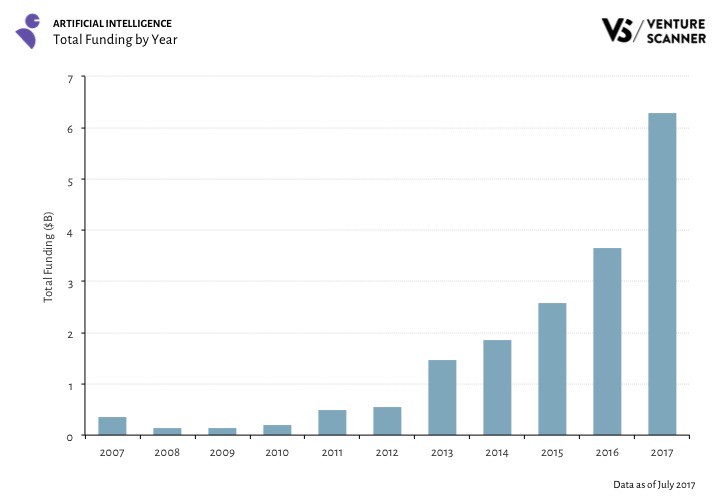 ARTIFICIAL INTELLIGENCE
Total Funding by Year
VS/VENTURE
SCANNER
7
6
5
4
3
2
1
0
Total Funding ($B)
2007 2008 2009 2010 2011 2012 2013 2014 2015 2016 2017
Data as of July 2017